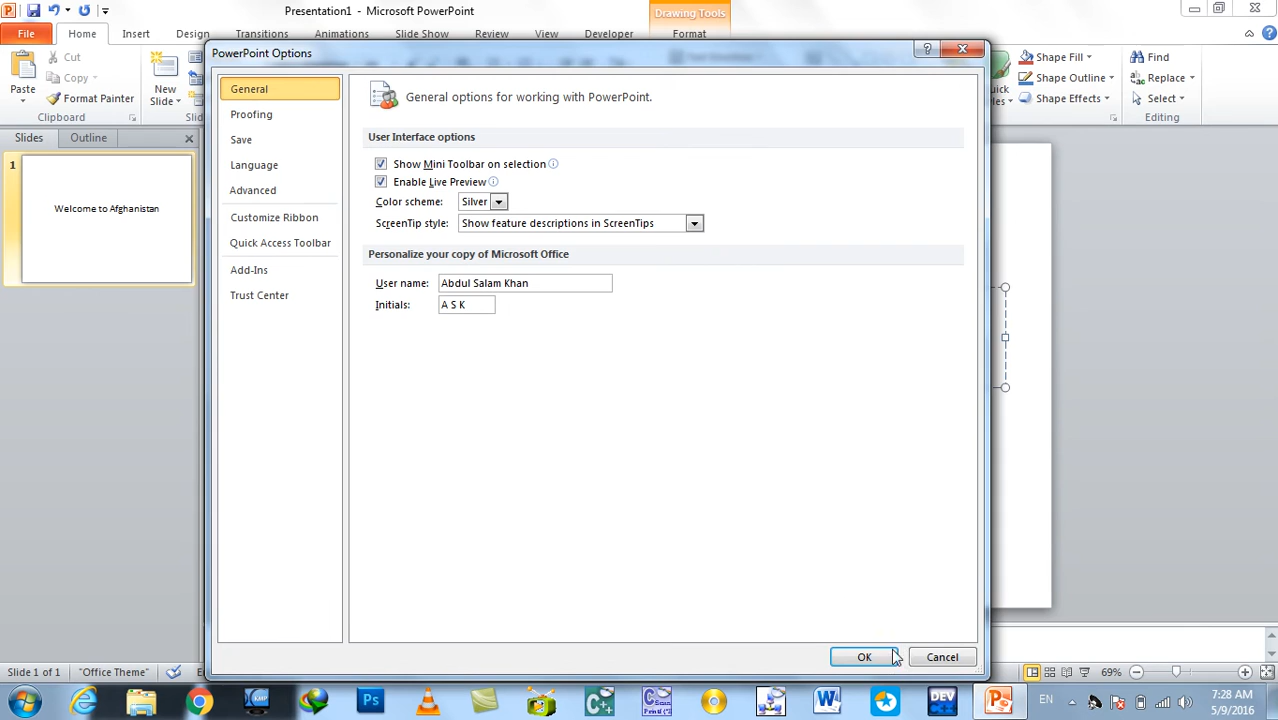 Presentation1 - Microsoft PowerPoint
Drawing Tools
File Home Insert Design Transitions Animations Slide Show Review View Developer Format
Cut
Copy
Format Painter
Paste
Clipboard
New
Slide
Shape Fill
Shape Outline
Shape Effects
Find
Replace
Select
Editing
Slides Outline
1
Welcome to Afghanistan
PowerPoint Options
General
Proofing
Save
Language
Advanced
Customize Ribbon
Quick Access Toolbar
Add-Ins
Trust Center
General options for working with PowerPoint.
User Interface options
Show Mini Toolbar on selection
Enable Live Preview
Color scheme: Silver
ScreenTip style: Show feature descriptions in ScreenTips
Personalize your copy of Microsoft Office
User name: Abdul Salam Khan
Initials: A S K
OK Cancel
Slide 1 of 1 "Office Theme" 69%
EN
7:28 AM
5/9/2016